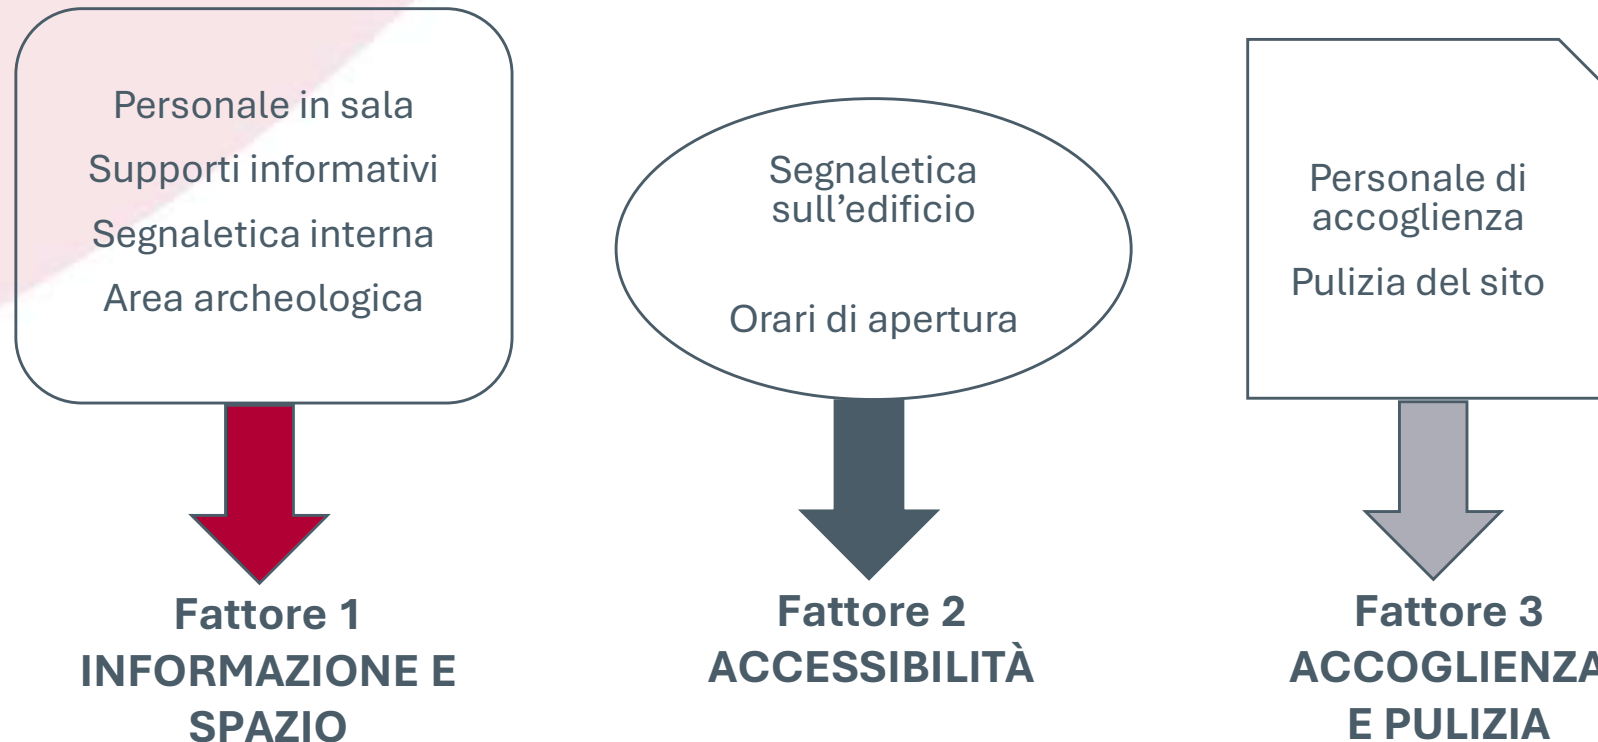 Personale in sala
Supporti informativi
Segnaletica interna
Area archeologica
Fattore 1
INFORMAZIONE E
SPAZIO
Segnaletica
sull’edificio
Orari di apertura
Fattore 2
ACCESSIBILITÀ
Personale di
accoglienza
Pulizia del sito
Fattore 3
ACCOGLIENZA
E PULIZIA